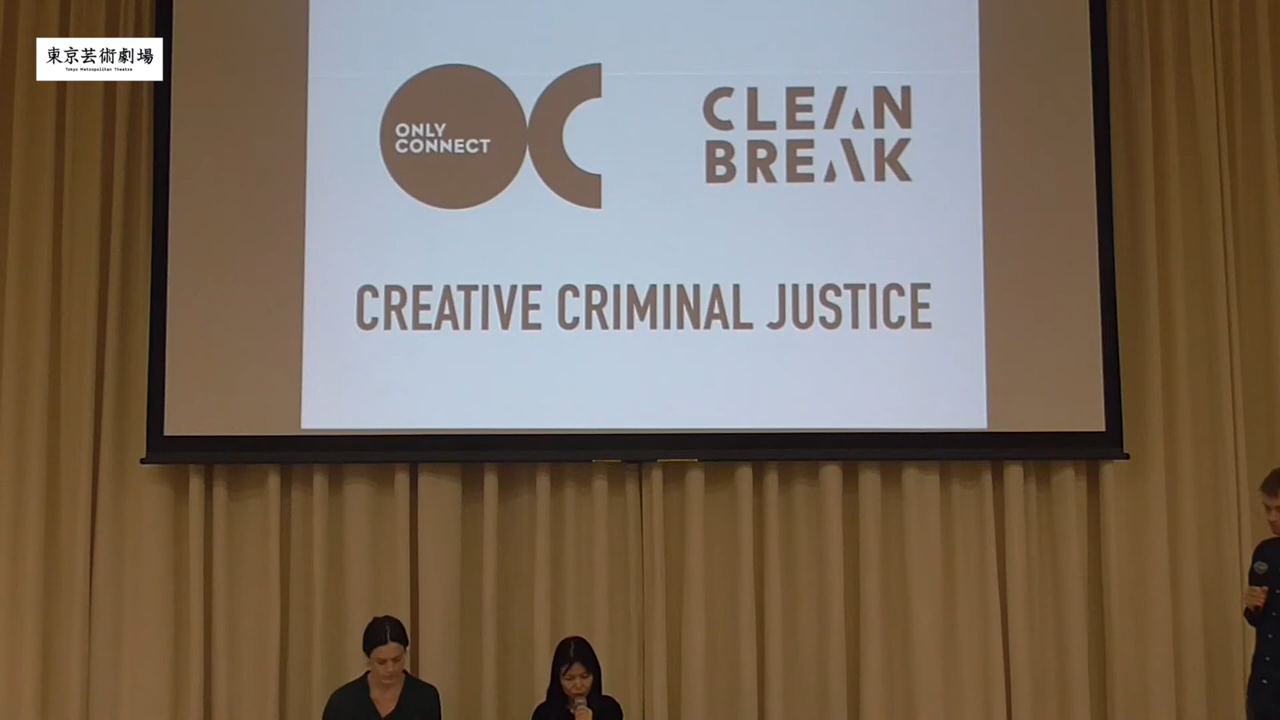 東京芸術劇場
Tokyo Metropolitan Theatre
ONLY
CONNECT
CLEAN
BREAK
CREATIVE CRIMINAL JUSTICE